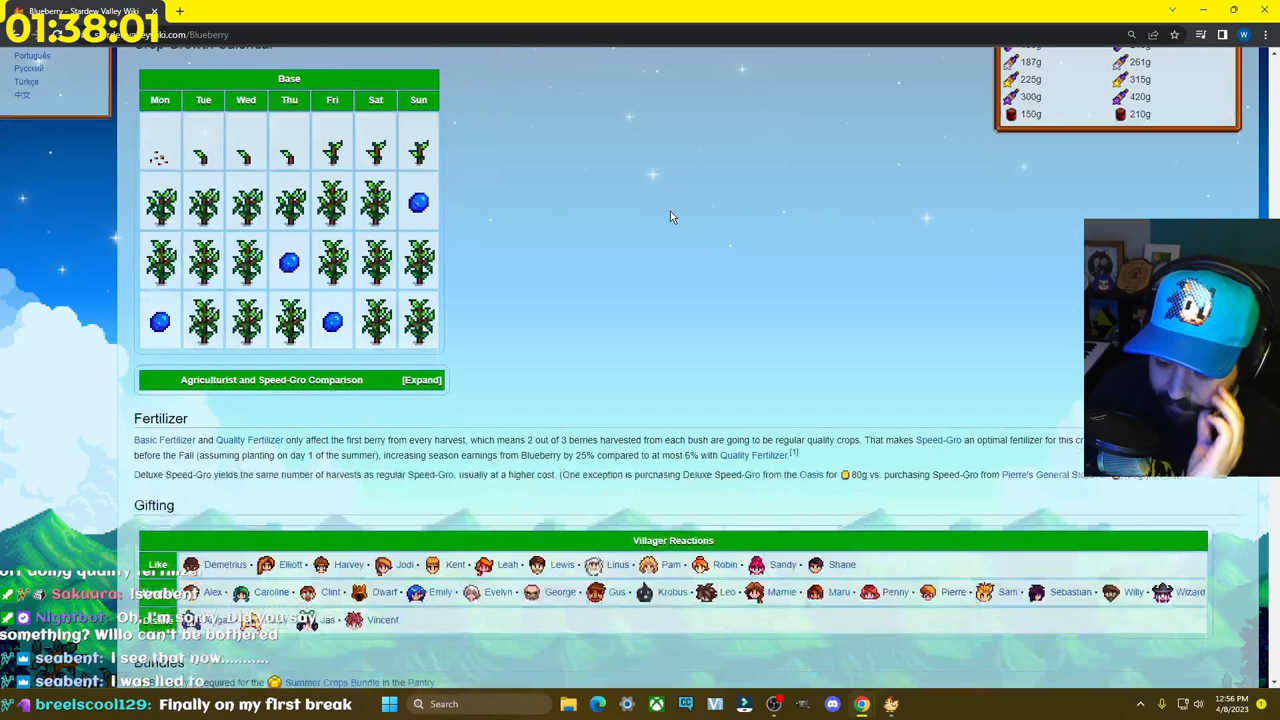 Blueberry - Stardew Valley Wiki
01:38:01
valleywiki.com/Blueberry
Português
Русский
Türkçe
中文
187g 261g
225g 315g
300g 420g
150g 210g
Base
Mon Tue Wed Thu Fri Sat Sun
Agriculturist and Speed-Gro Comparison [Expand]
Fertilizer
Basic Fertilizer and Quality Fertilizer only affect the first berry from every harvest, which means 2 out of 3 berries harvested from each bush are going to be regular quality crops. That makes Speed-Gro an optimal fertilizer for this
before the Fall (assuming planting on day 1 of the summer), increasing season earnings from Blueberry by 25% compared to at most 6% with Quality Fertilizer.[1]
Deluxe Speed-Gro yields the same number of harvests as regular Speed-Gro, usually at a higher cost. (One exception is purchasing Deluxe Speed-Gro from the Oasis for 80g vs. purchasing Speed-Gro from Pierre's General
Gifting
Villager Reactions
Like Demetrius • Elliott • Harvey • Jodi • Kent • Leah • Lewis • Linus • Pam • Robin • Sandy • Shane
Alex • Caroline • Clint • Dwarf • Emily • Evelyn • George • Gus • Krobus • Leo • Marnie • Maru • Penny • Pierre • Sam • Sebastian • Willy • Wizard
Jas • Vincent
required for the Summer Crops Bundle in the Pantry
Sakuura: !seabent
Nightbot: Oh, I'm sorry. Did you say
something? Willo can't be bothered
seabent: I see that now...........
seabent: I was lied to
breeiscool129: Finally on my first break
Search
12:56 PM
4/8/2023